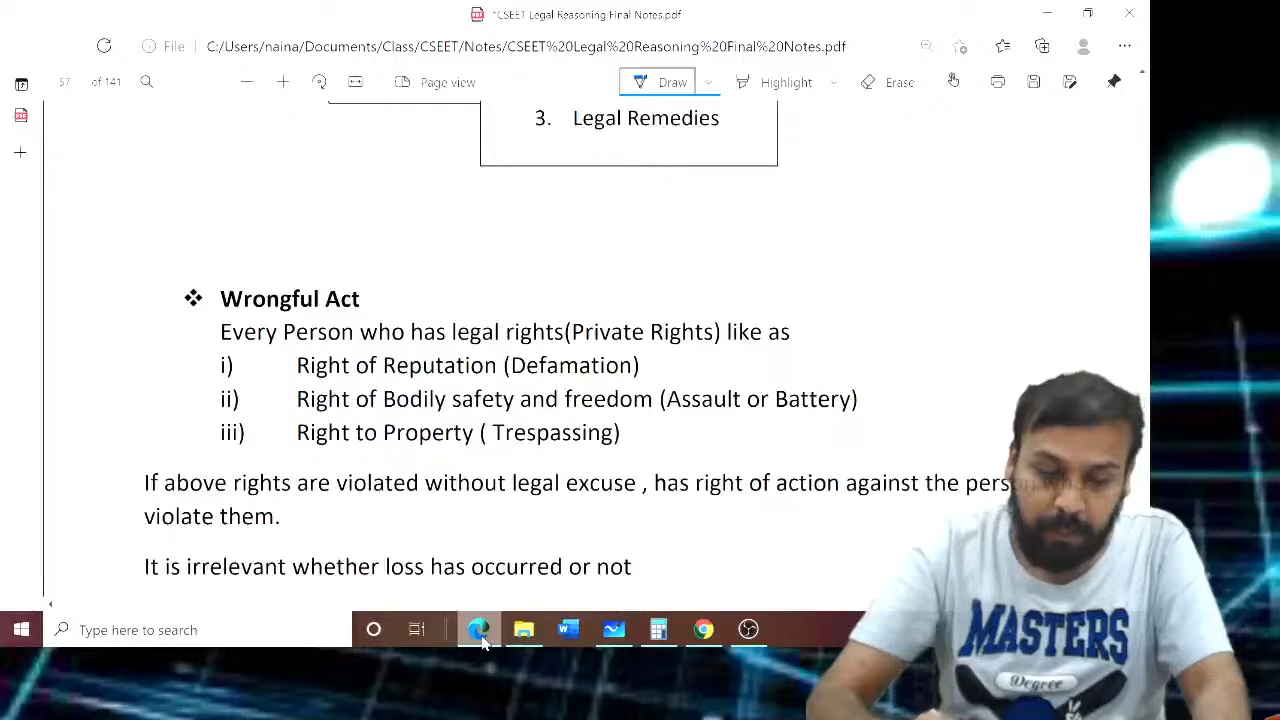 *CSEET Legal Reasoning Final Notes.pdf
File C:/Users/naina/Documents/Class/CSEET/Notes/CSEET%20Legal%20Reasoning%20Final%20Notes.pdf
57 of 141 Page view Draw Highlight Erase
3. Legal Remedies
Wrongful Act
Every Person who has legal rights(Private Rights) like as
i) Right of Reputation (Defamation)
ii) Right of Bodily safety and freedom (Assault or Battery)
iii) Right to Property ( Trespassing)
If above rights are violated without legal excuse , has right of action against the
violate them.
It is irrelevant whether loss has occurred or not
Type here to search
MASTERS
Degree